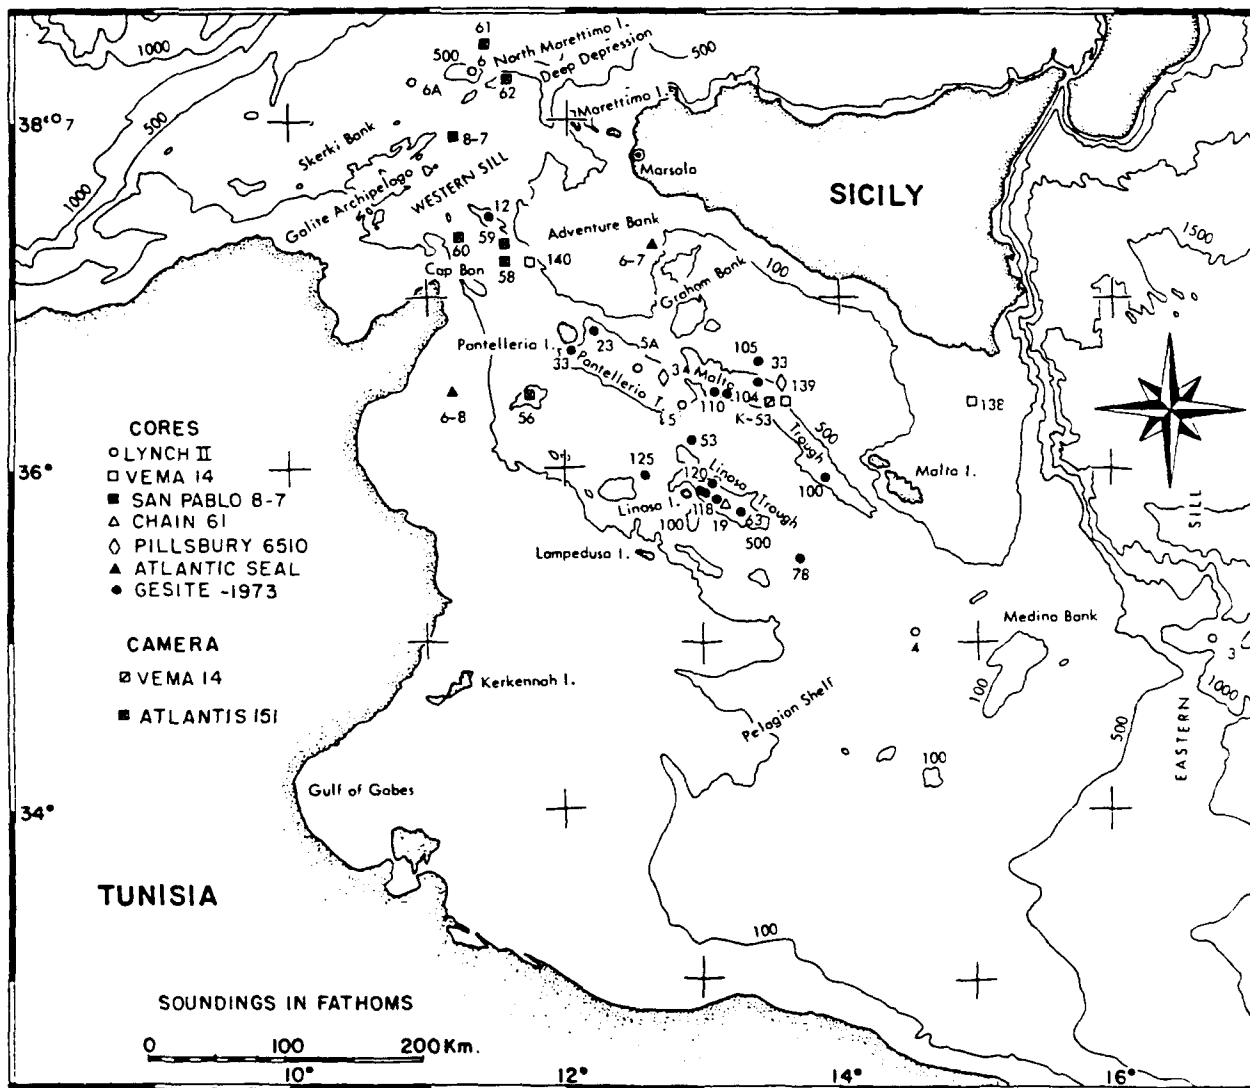 61
1000
500
6
North Marettimo I.
Deep Depression
500
6A
62
Marettimo I.
38°
7
500
Skerki Bank
8-7
Marsala
SICILY
1000
Galite Archipelago
WESTERN SILL
12
59
60
58
140
Adventure Bank
6-7
100
1500
Cap Bon
Graham Bank
Pantelleria I.
33
23
5A
Pantelleria T.
3
Malta
105
33
139
104
110
K-53
5
138
6-8
56
500
Trough
CORES
LYNCH II
VEMA 14
SAN PABLO 8-7
CHAIN 61
PILLSBURY 6510
ATLANTIC SEAL
GESITE -1973
36°
53
125
120
Linosa Trough
100
Malta I.
Linosa I.
118
19
63
100
500
Lampedusa I.
78
SILL
CAMERA
VEMA 14
ATLANTIS 151
Medina Bank
4
3
Kerkennah I.
100
1000
500
EASTERN
Pelagian Shelf
100
Gulf of Gabes
34°
TUNISIA
100
SOUNDINGS IN FATHOMS
0 100 200 Km.
10° 12° 14° 16°